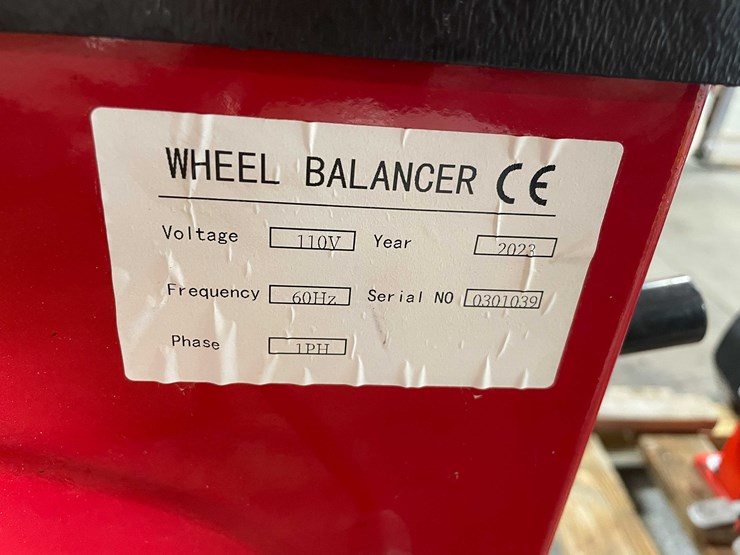 WHEEL BALANCER CE
Voltage 110V Year 2023
Frequency 60Hz Serial NO 0301039
Phase 1PH